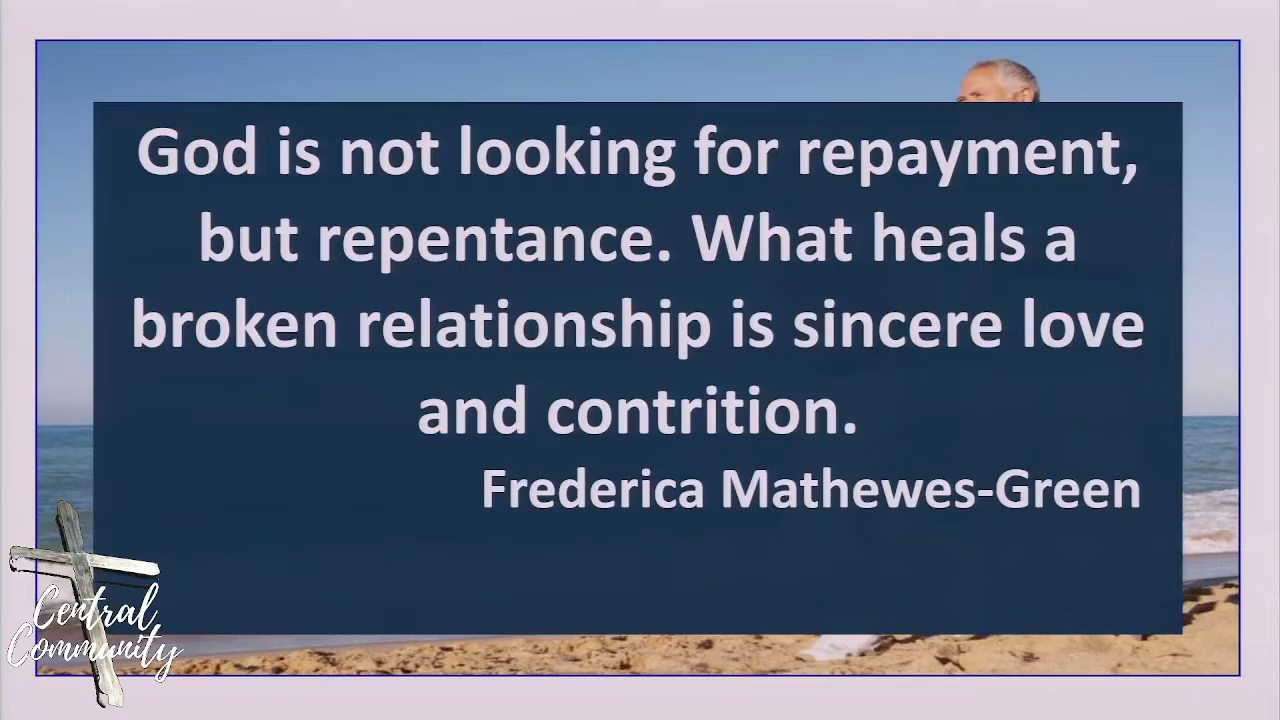 God is not looking for repayment,
but repentance. What heals a
broken relationship is sincere love
and contrition.
Frederica Mathewes-Green
Central
Community